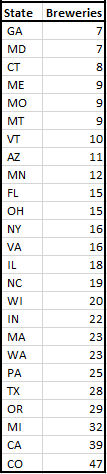 State Breweries
GA 7
MD 7
CT 8
ME 9
MO 9
MT 9
VT 10
AZ 11
MN 12
FL 15
OH 15
NY 16
VA 16
IL 18
NC 19
WI 20
IN 22
MA 23
WA 23
PA 25
TX 28
OR 29
MI 32
CA 39
CO 47